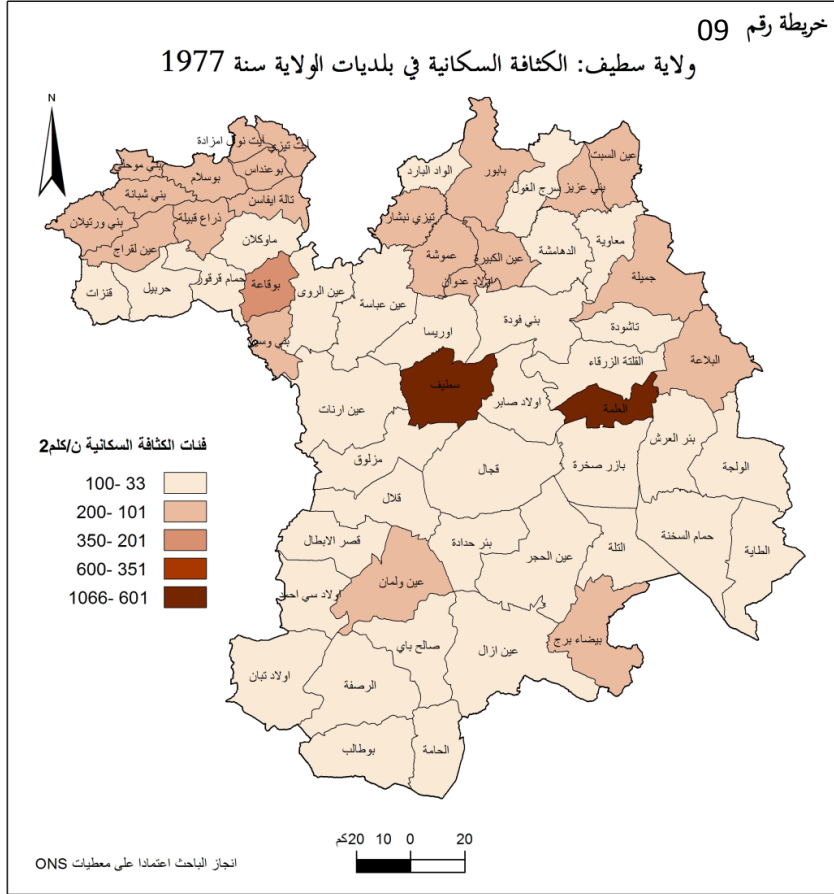 خريطة رقم 09
ولاية سطيف: الكثافة السكانية في بلديات الولاية سنة 1977
N
أيت نوال امزادة
أيت تيزي
بني موحلي
بوسلام
بوعنداس
بني شبانة
تالة ايفاسن
بني ورتيلان
ذراع قبيلة
عين لقراج
ماوكلان
قنزات
حربيل
حمام قرقور
بوقاعة
عين الروى
الواد البارد
بابور
سرج الغول
عين السبت
بني عزيز
تيزي نبشار
عموشة
عين الكبيرة
الدهامشة
معاوية
اولاد عدوان
جميلة
عين عباسة
اوريسا
بني فودة
تاشودة
القلتة الزرقاء
البلاعة
سطيف
اولاد صابر
العلمة
عين ارنات
مزلوق
قجال
بازر صخرة
بئر العرش
الولجة
قلال
قصر الابطال
بئر حدادة
عين الحجر
التلة
حمام السخنة
الطاية
اولاد سي احمد
عين ولمان
صالح باي
عين ازال
بيضاء برج
اولاد تبان
الرصفة
بوطالب
الحامة
فئات الكثافة السكانية ن/كلم2
100- 33
200- 101
350- 201
600- 351
1066- 601
كم20 10 0 20
انجاز الباحث اعتمادا على معطيات ONS